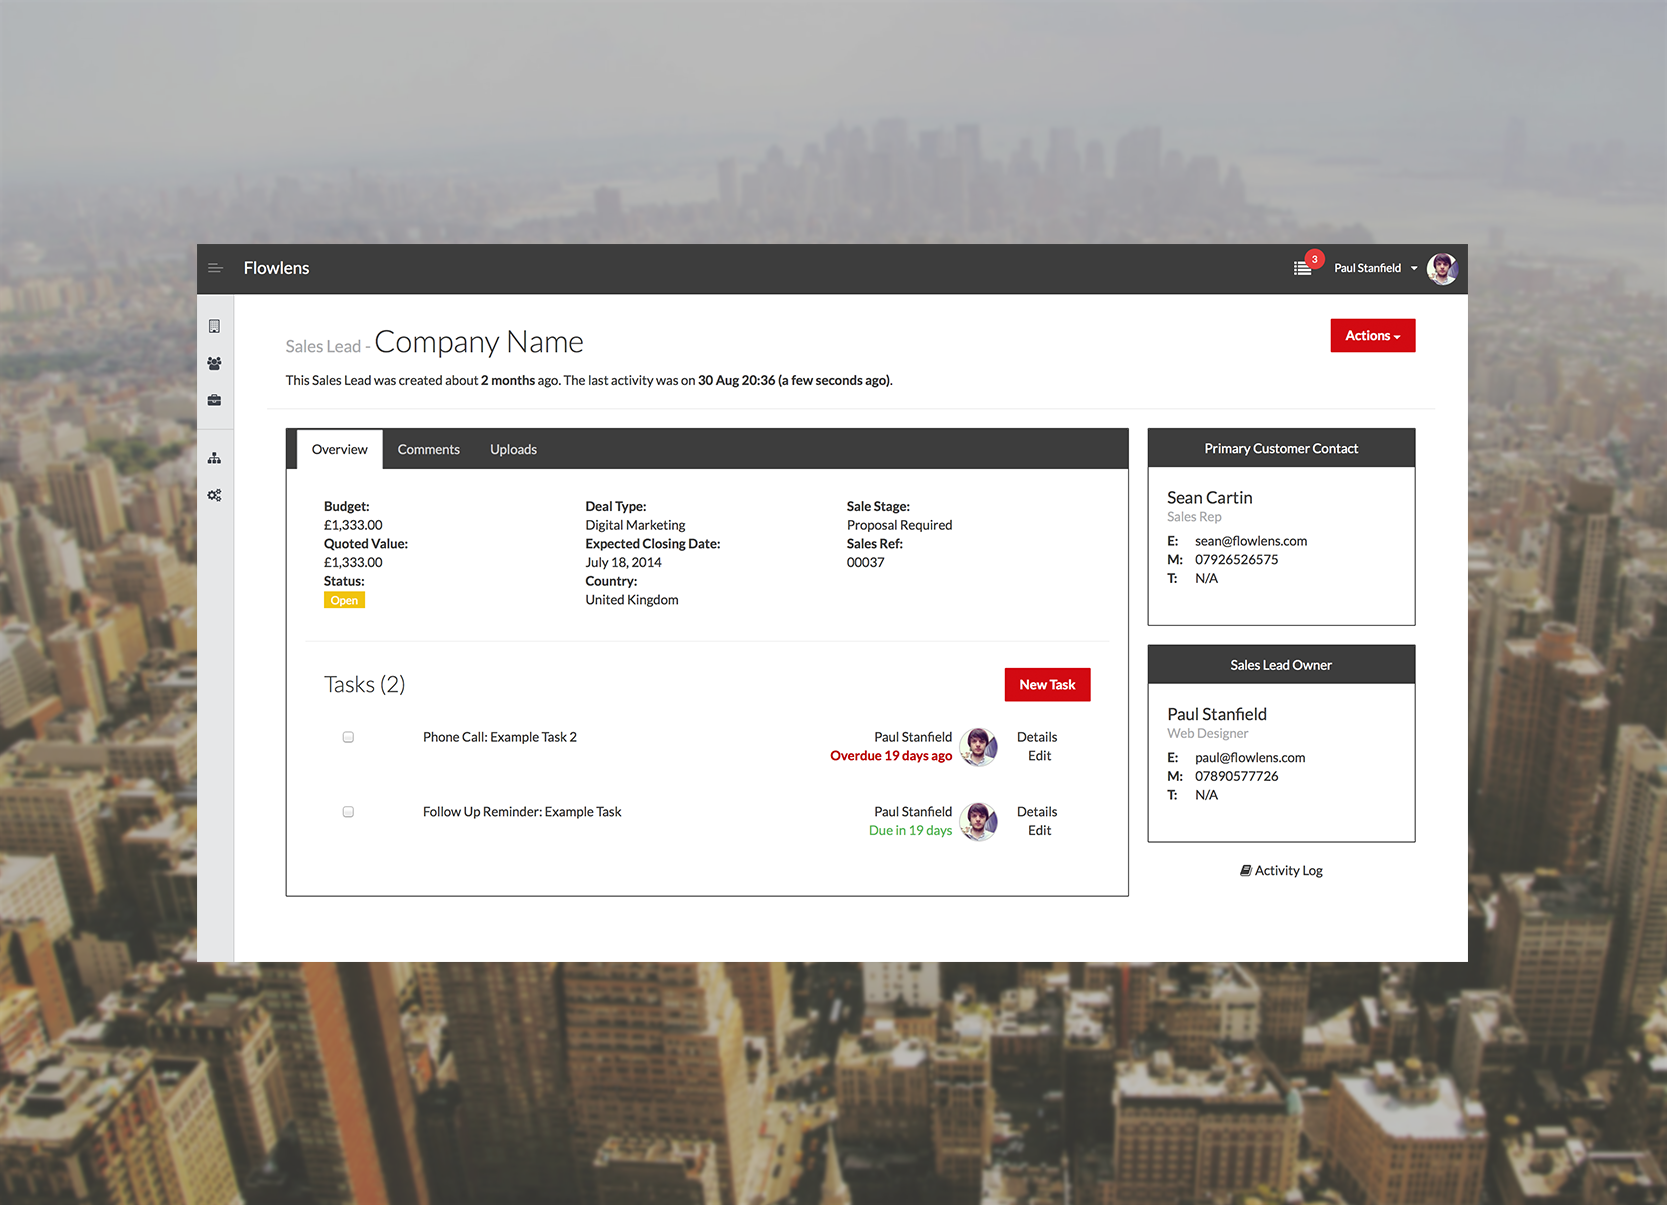 Flowlens
3
Paul Stanfield
Sales Lead - Company Name
Actions
This Sales Lead was created about 2 months ago. The last activity was on 30 Aug 20:36 (a few seconds ago).
Overview
Comments
Uploads
Budget:
£1,333.00
Quoted Value:
£1,333.00
Status:
Open
Deal Type:
Digital Marketing
Expected Closing Date:
July 18, 2014
Country:
United Kingdom
Sale Stage:
Proposal Required
Sales Ref:
00037
Tasks (2)
New Task
Phone Call: Example Task 2
Paul Stanfield
Overdue 19 days ago
Details
Edit
Follow Up Reminder: Example Task
Paul Stanfield
Due in 19 days
Details
Edit
Primary Customer Contact
Sean Cartin
Sales Rep
E: sean@flowlens.com
M: 07926526575
T: N/A
Sales Lead Owner
Paul Stanfield
Web Designer
E: paul@flowlens.com
M: 07890577726
T: N/A
Activity Log